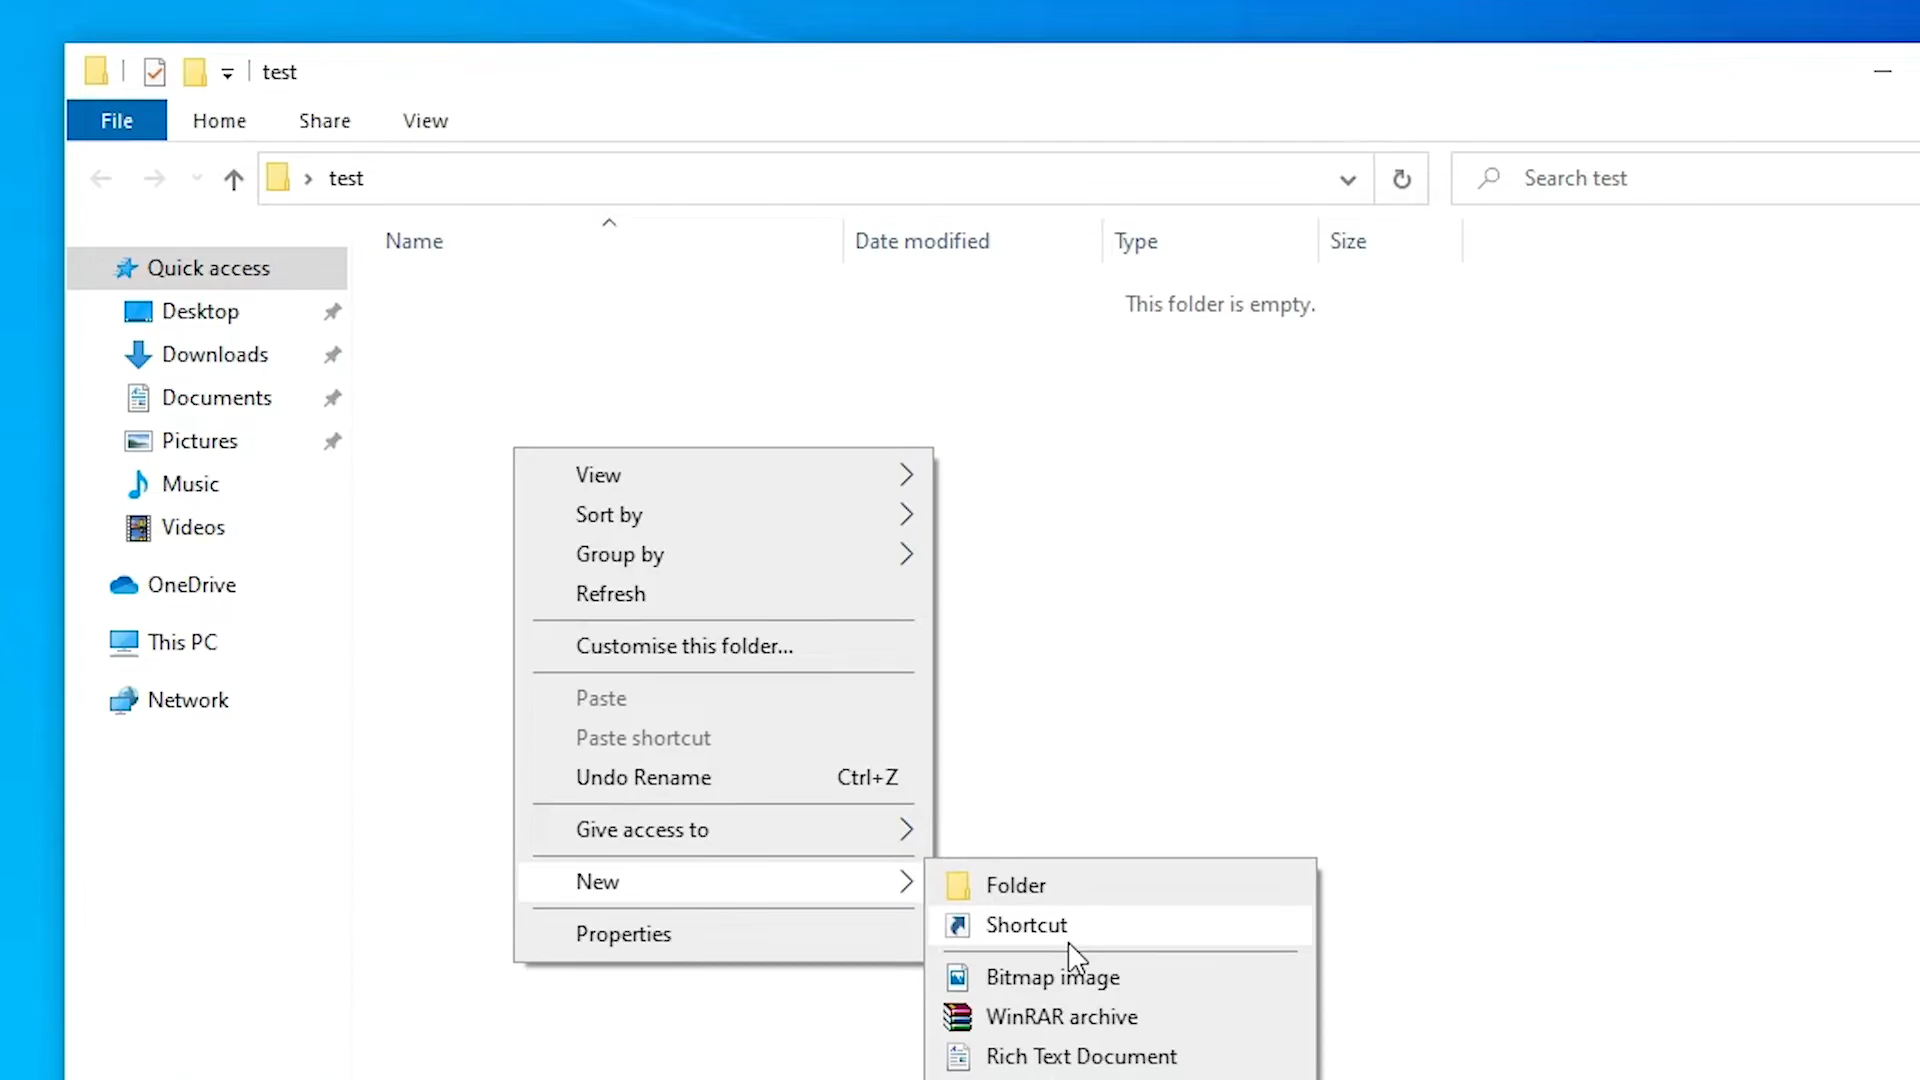 test
File Home Share View
test
Search test
Name Date modified Type Size
This folder is empty.
Quick access
Desktop
Downloads
Documents
Pictures
Music
Videos
OneDrive
This PC
Network
View
Sort by
Group by
Refresh
Customise this folder...
Paste
Paste shortcut
Undo Rename Ctrl+Z
Give access to
New
Properties
Folder
Shortcut
Bitmap image
WinRAR archive
Rich Text Document